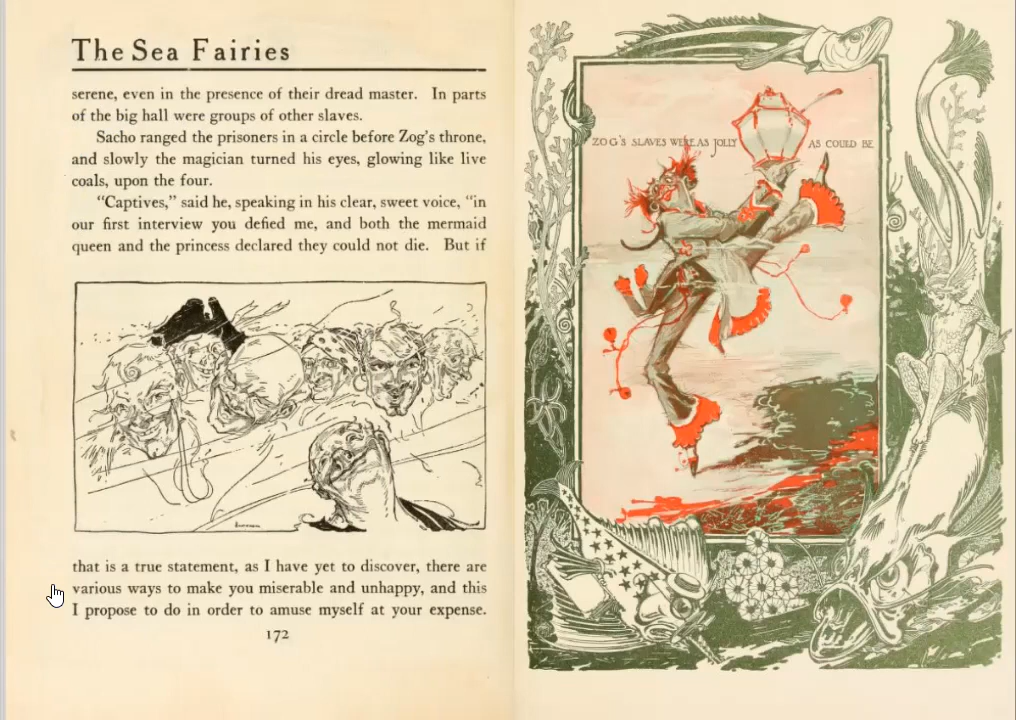 The Sea Fairies
serene, even in the presence of their dread master. In parts
of the big hall were groups of other slaves.
Sacho ranged the prisoners in a circle before Zog's throne,
and slowly the magician turned his eyes, glowing like live
coals, upon the four.
"Captives," said he, speaking in his clear, sweet voice, "in
our first interview you defied me, and both the mermaid
queen and the princess declared they could not die. But if
that is a true statement, as I have yet to discover, there are
various ways to make you miserable and unhappy, and this
I propose to do in order to amuse myself at your expense.
172
ZOG'S SLAVES WERE AS JOLLY AS COULD BE